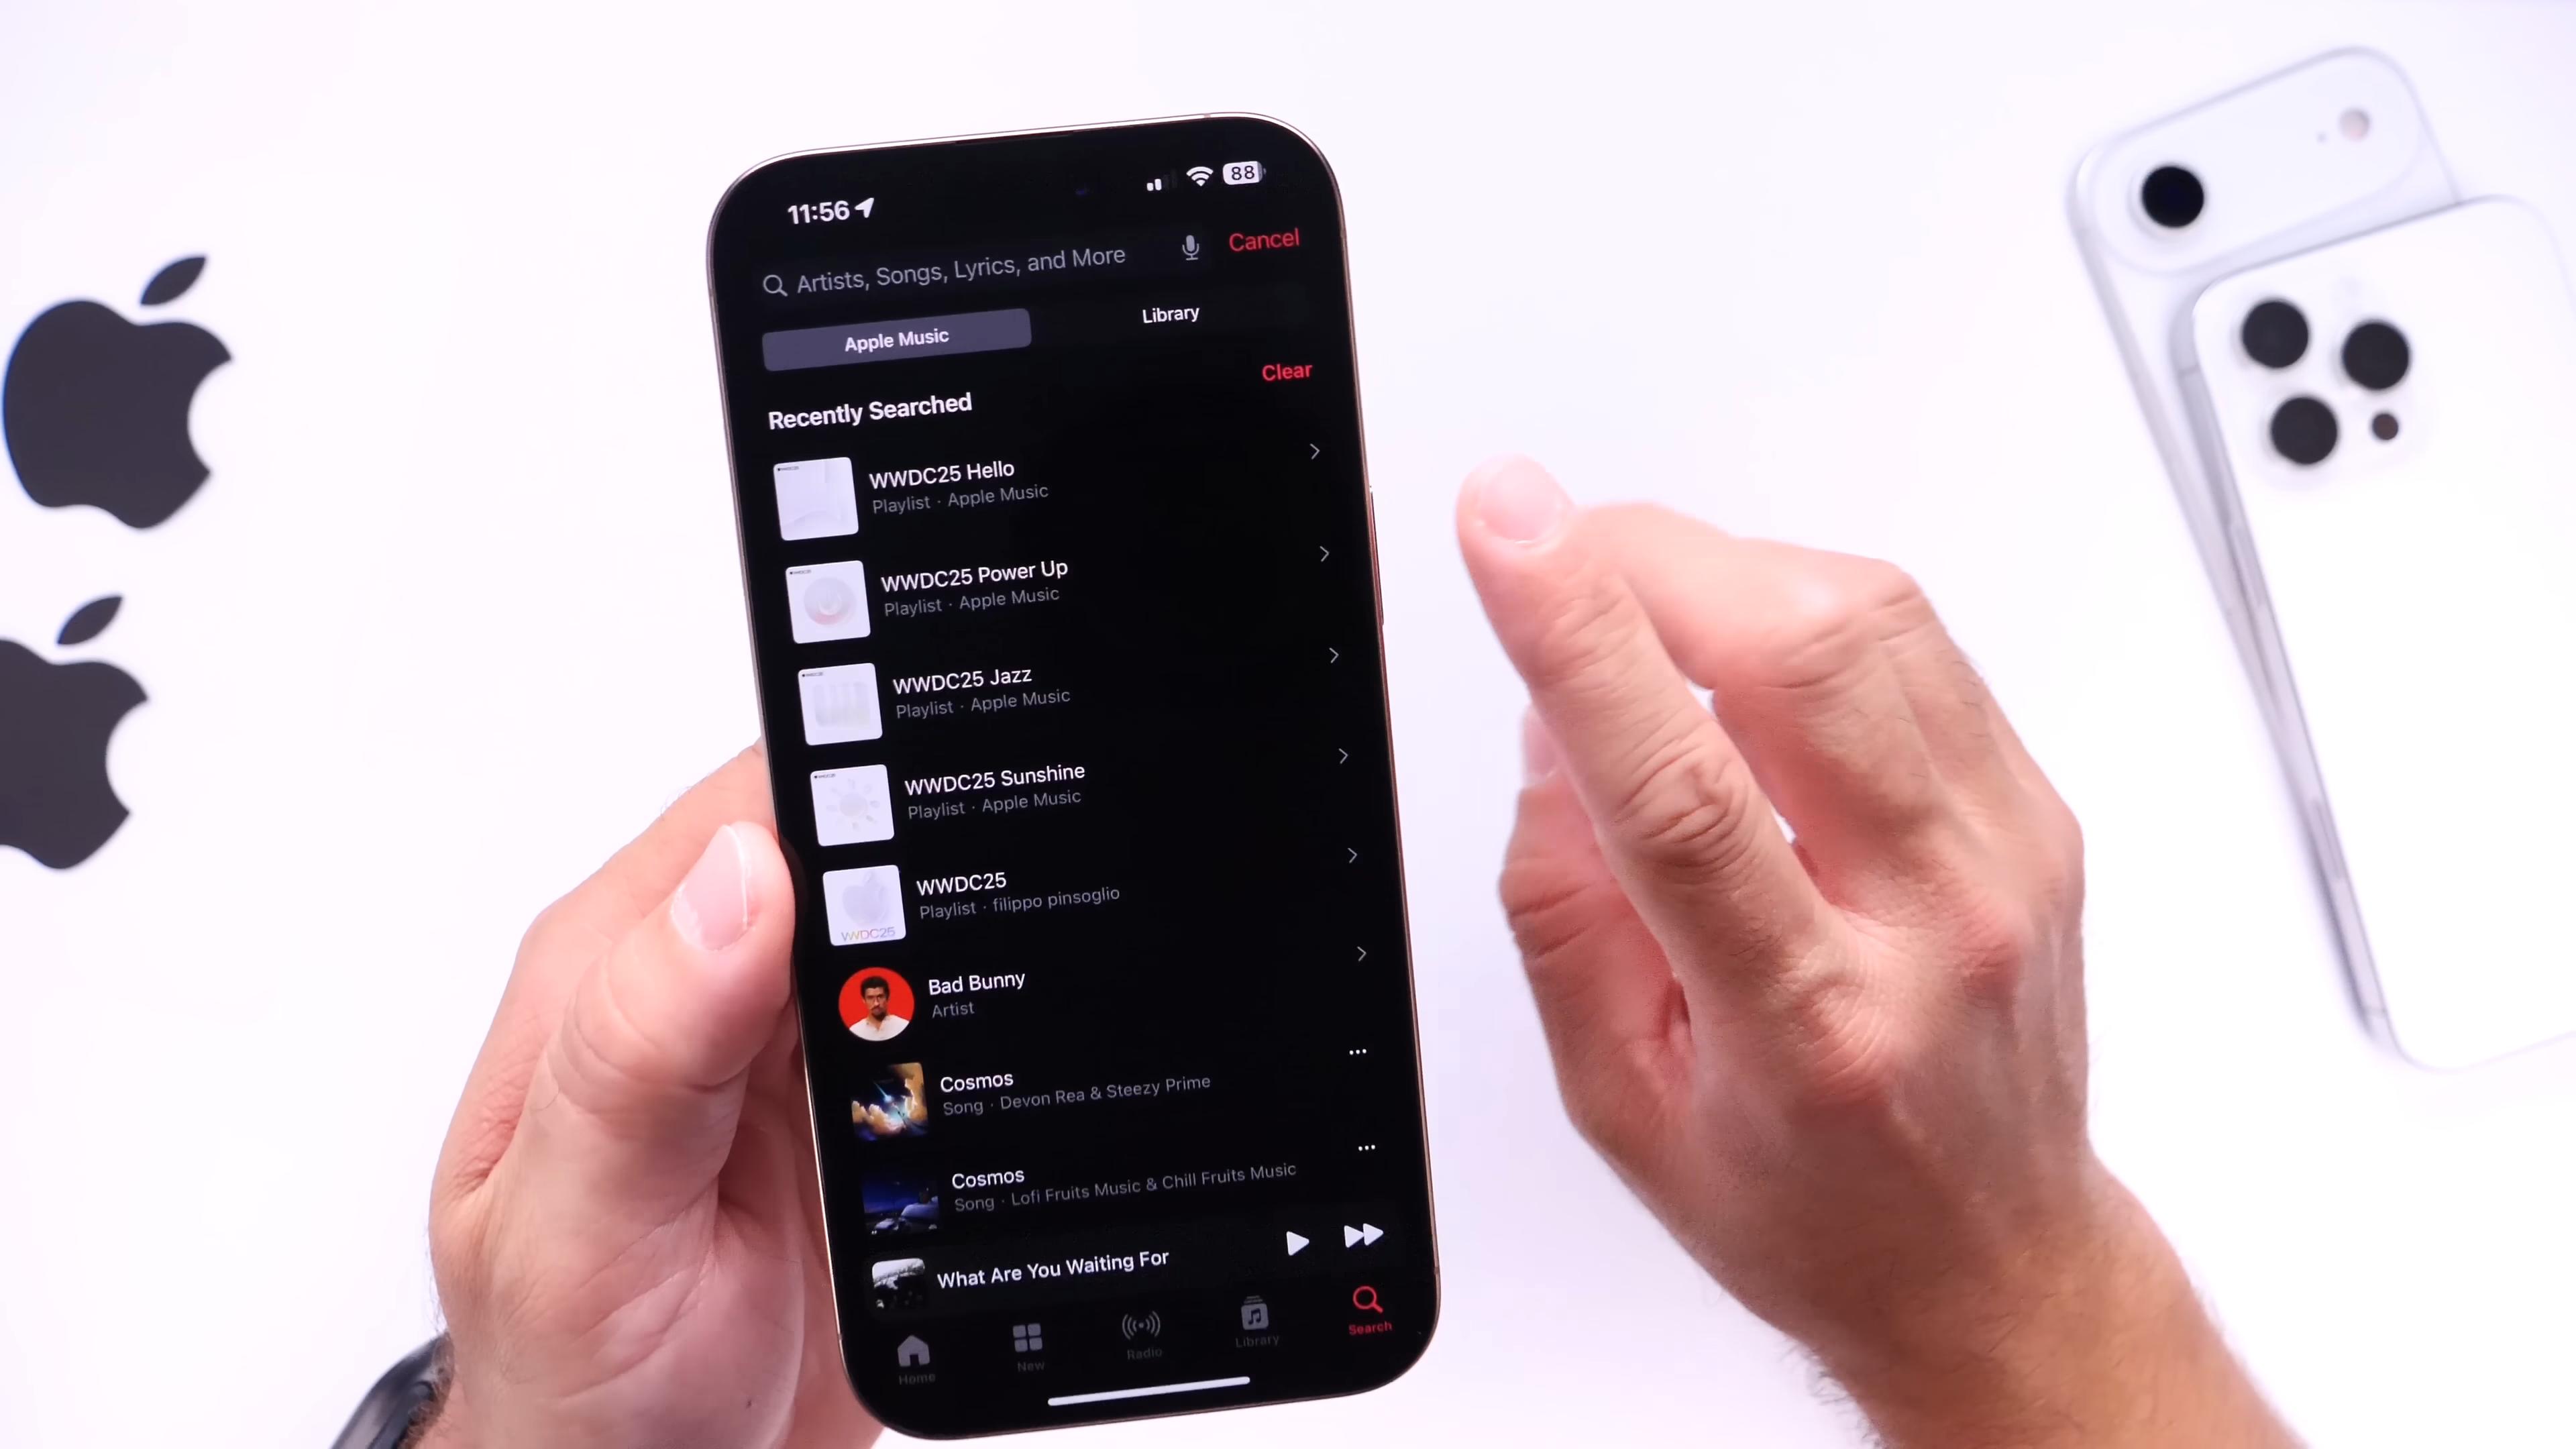 11:56
88
Artists, Songs, Lyrics, and More
Cancel
Apple Music
Library
Recently Searched
Clear
WWDC25 Hello
Playlist · Apple Music
WWDC25 Power Up
Playlist · Apple Music
WWDC25 Jazz
Playlist · Apple Music
WWDC25 Sunshine
Playlist · Apple Music
WWDC25
WWDC25
Playlist · filippo pinsoglio
Bad Bunny
Artist
Cosmos
Song · Devon Rea & Steezy Prime
Cosmos
Song · Lofi Fruits Music & Chill Fruits Music
What Are You Waiting For
Home
New
Radio
Library
Search